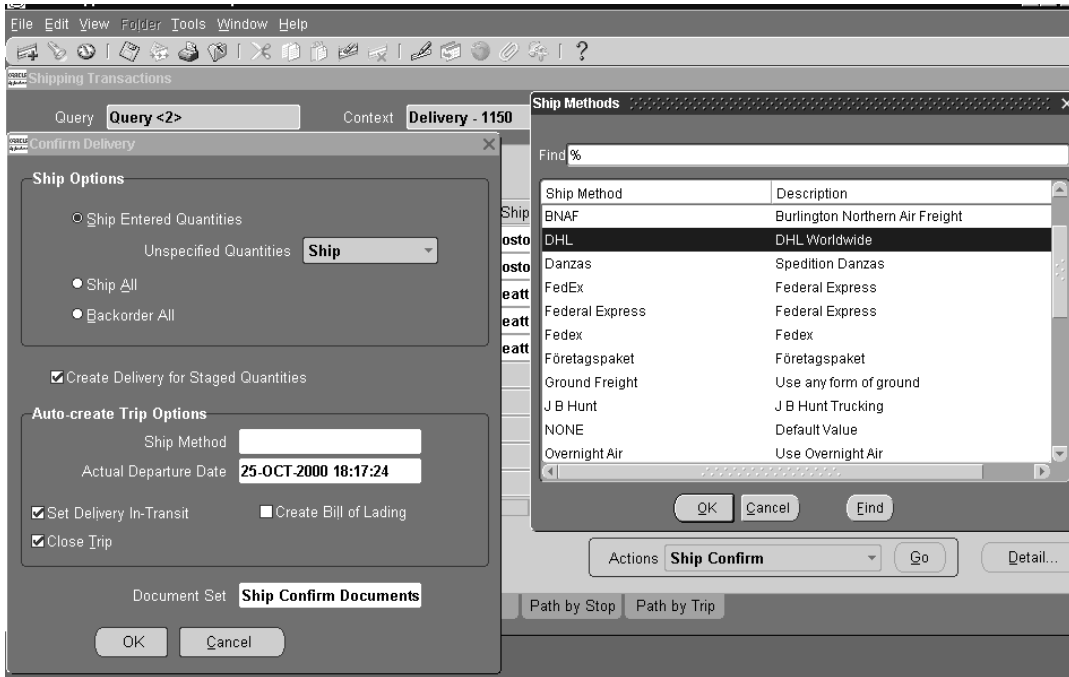 File Edit View Folder Tools Window Help
Shipping Transactions
Query Query <2> Context Delivery - 1150
Confirm Delivery
Ship Options
Ship Entered Quantities
Unspecified Quantities Ship
Ship All
Backorder All
Create Delivery for Staged Quantities
Auto-create Trip Options
Ship Method
Actual Departure Date 25-OCT-2000 18:17:24
Set Delivery In-Transit Create Bill of Lading
Close Trip
Document Set Ship Confirm Documents
OK Cancel
Ship
osto
osto
eatt
eatt
eatt
Ship Methods
Find %
Ship Method Description
BNAF Burlington Northern Air Freight
DHL DHL Worldwide
Danzas Spedition Danzas
FedEx Federal Express
Federal Express Federal Express
Fedex Fedex
Företagspaket Företagspaket
Ground Freight Use any form of ground
J B Hunt J B Hunt Trucking
NONE Default Value
Overnight Air Use Overnight Air
OK Cancel Find
Actions Ship Confirm Go Detail...
Path by Stop Path by Trip